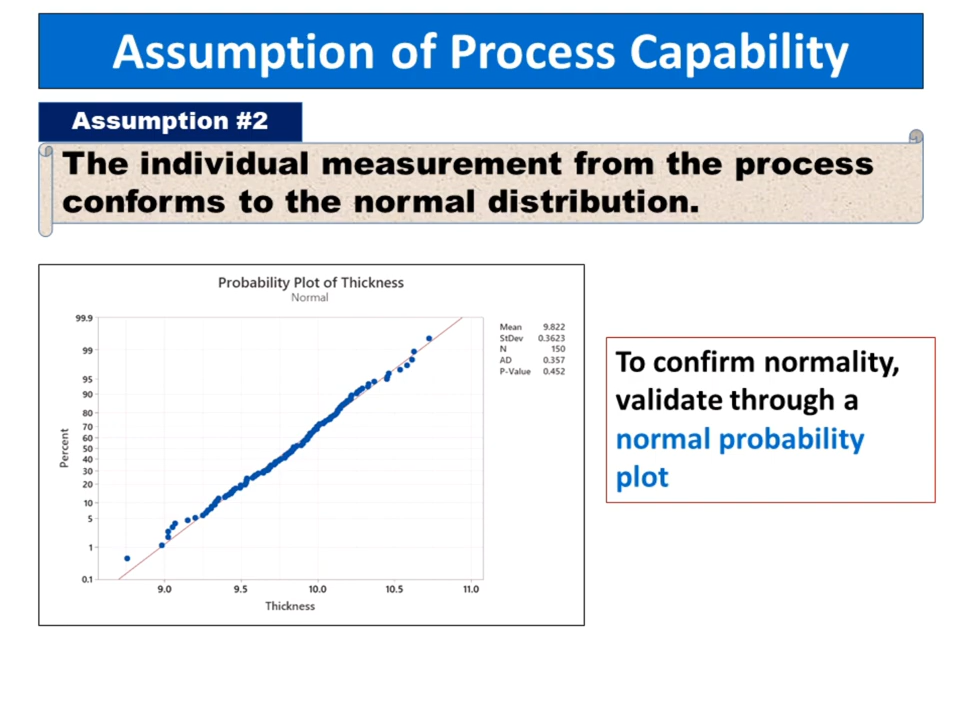 Assumption of Process Capability
Assumption #2
The individual measurement from the process
conforms to the normal distribution.
Probability Plot of Thickness
Normal
99.9
99
95
90
80
70
60
50
40
30
20
10
5
1
0.1
Percent
9.0 9.5 10.0 10.5 11.0
Thickness
Mean 9.822
StDev 0.3623
N 150
AD 0.357
P-Value 0.452
To confirm normality,
validate through a
normal probability
plot